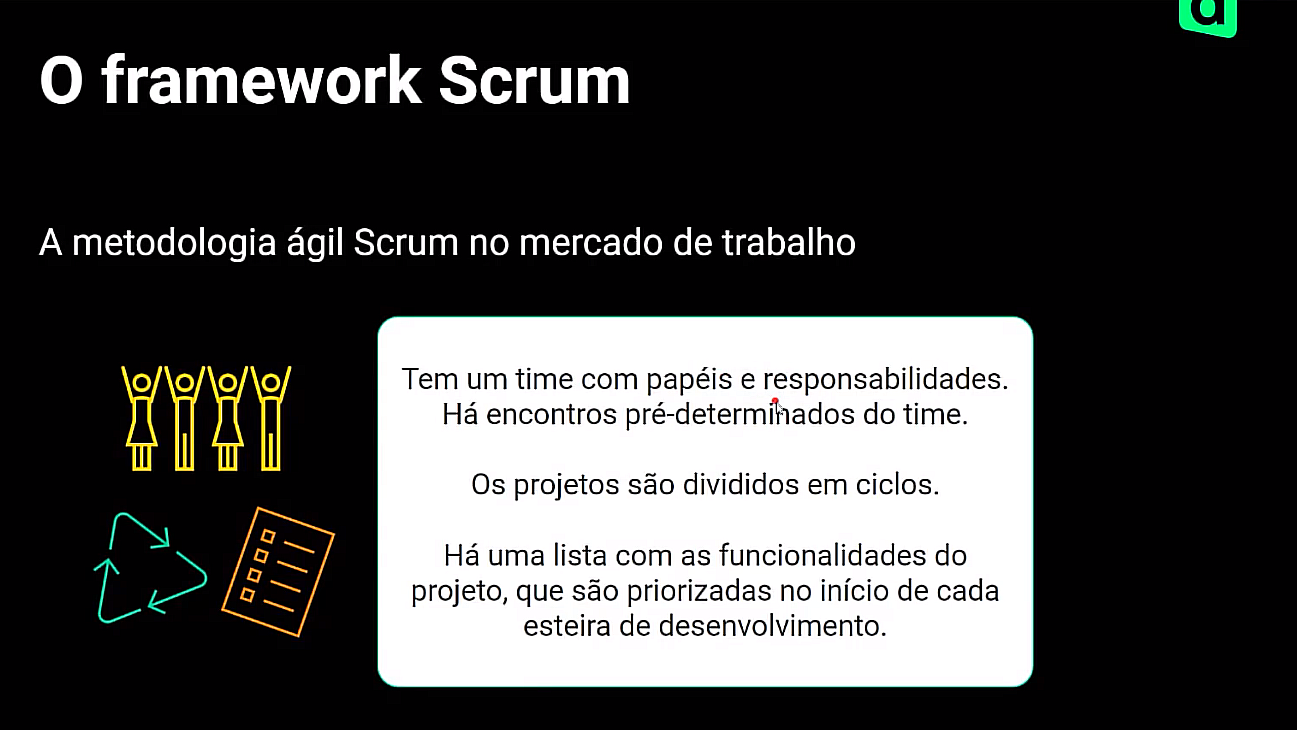 O framework Scrum
A metodologia ágil Scrum no mercado de trabalho
Tem um time com papéis e responsabilidades.
Há encontros pré-determinados do time.
Os projetos são divididos em ciclos.
Há uma lista com as funcionalidades do
projeto, que são priorizadas no início de cada
esteira de desenvolvimento.